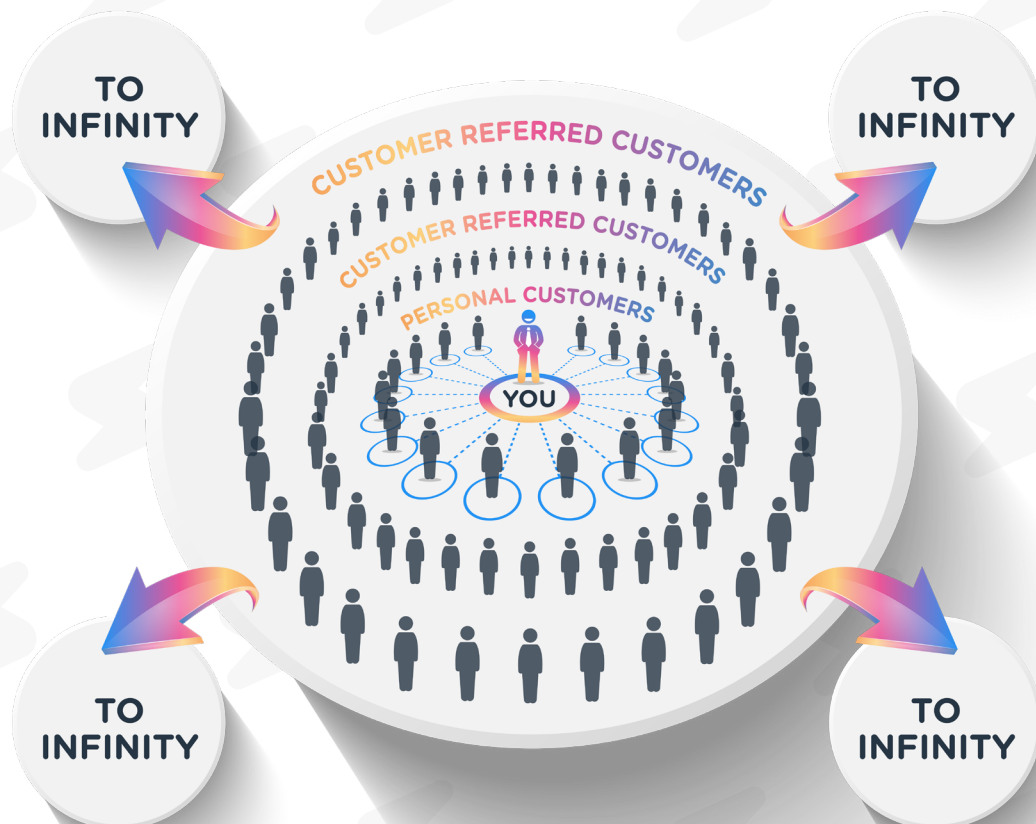 TO
INFINITY
TO
INFINITY
CUSTOMER REFERRED CUSTOMERS
CUSTOMER REFERRED CUSTOMERS
PERSONAL CUSTOMERS
YOU
TO
INFINITY
TO
INFINITY